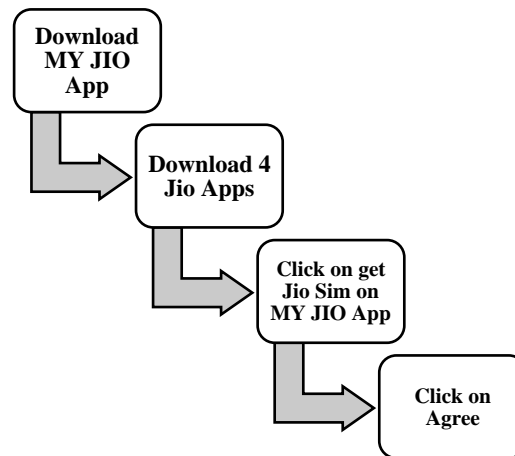 Download
MY JIO
App
Download 4
Jio Apps
Click on get
Jio Sim on
MY JIO App
Click on
Agree